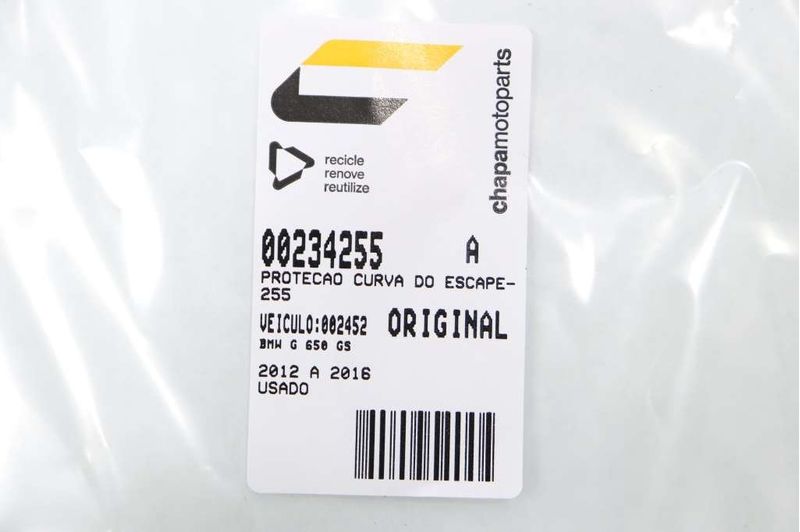 chapamotoparts
recicle
renove
reutilize
00234255 A
PROTECAO CURVA DO ESCAPE-
255
VEICULO:002452 ORIGINAL
BMW G 650 GS
2012 A 2016
USADO